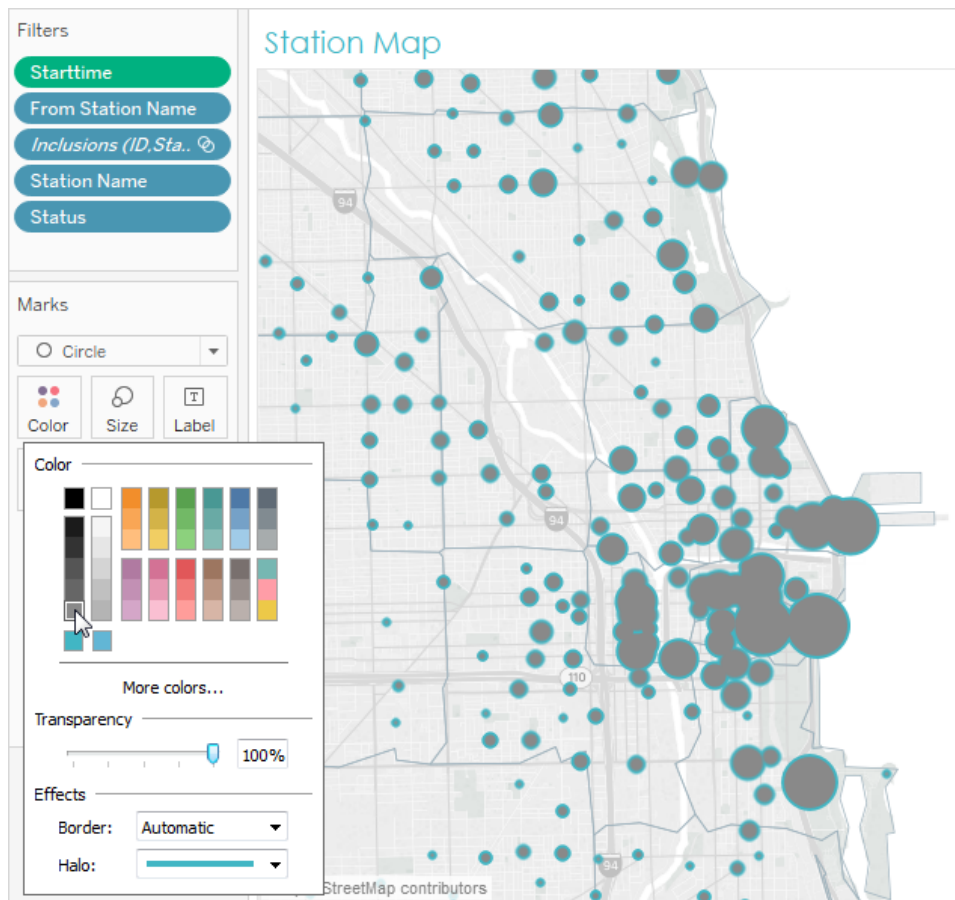 Filters
Starttime
From Station Name
Inclusions (ID,Sta..
Station Name
Status
Marks
Circle
Color
Size
T
Label
Color
More colors...
Transparency
100%
Effects
Border:
Automatic
Halo:
Station Map
94
94
110
94
StreetMap contributors